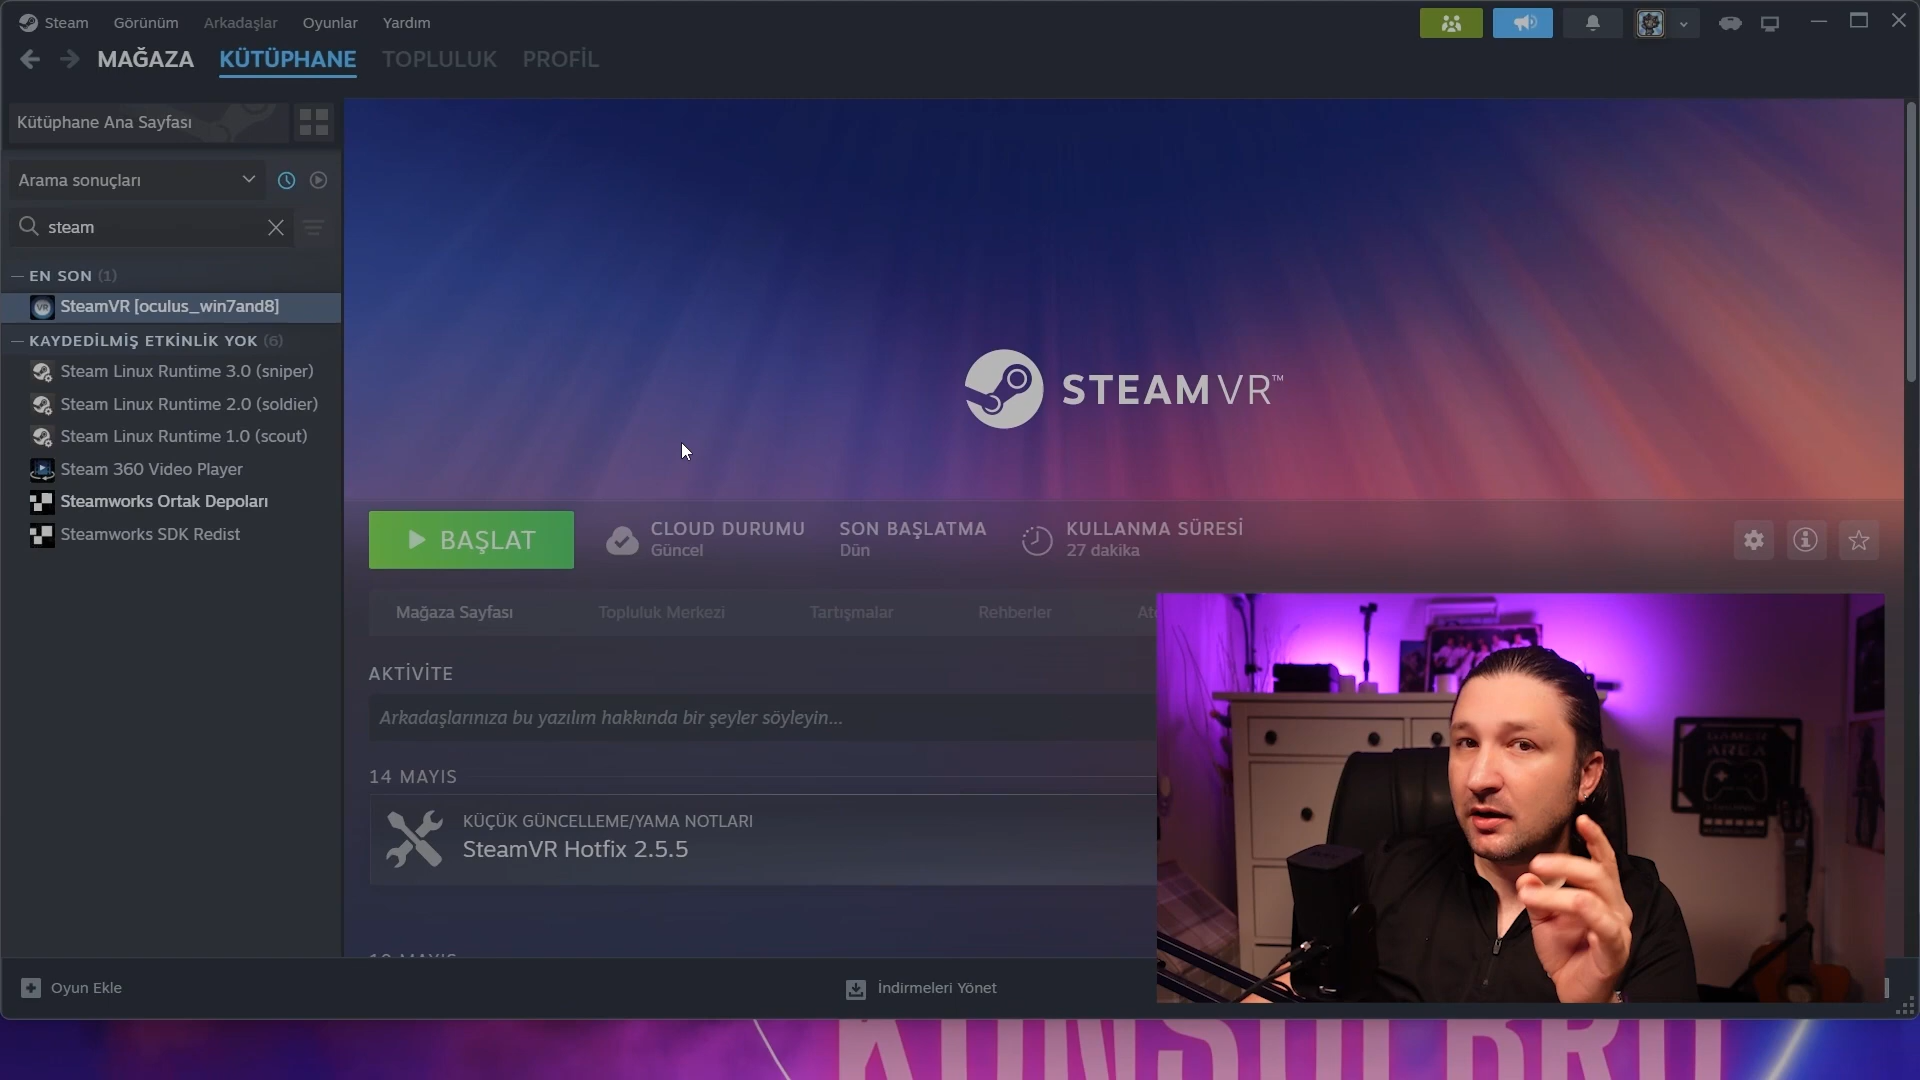 Steam Görünüm Arkadaşlar Oyunlar Yardım
MAĞAZA KÜTÜPHANE TOPLULUK PROFİL
Kütüphane Ana Sayfası
Arama sonuçları
steam
— EN SON (1)
SteamVR [oculus_win7and8]
— KAYDEDİLMİŞ ETKİNLİK YOK (6)
Steam Linux Runtime 3.0 (sniper)
Steam Linux Runtime 2.0 (soldier)
Steam Linux Runtime 1.0 (scout)
Steam 360 Video Player
Steamworks Ortak Depoları
Steamworks SDK Redist
STEAMVR™
BAŞLAT
CLOUD DURUMU
Güncel
SON BAŞLATMA
Dün
KULLANMA SÜRESİ
27 dakika
Mağaza Sayfası Topluluk Merkezi Tartışmalar Rehberler
AKTİVİTE
Arkadaşlarınıza bu yazılım hakkında bir şeyler söyleyin...
14 MAYIS
KÜÇÜK GÜNCELLEME/YAMA NOTLARI
SteamVR Hotfix 2.5.5
GAMER
ARDA
Oyun Ekle
İndirmeleri Yönet